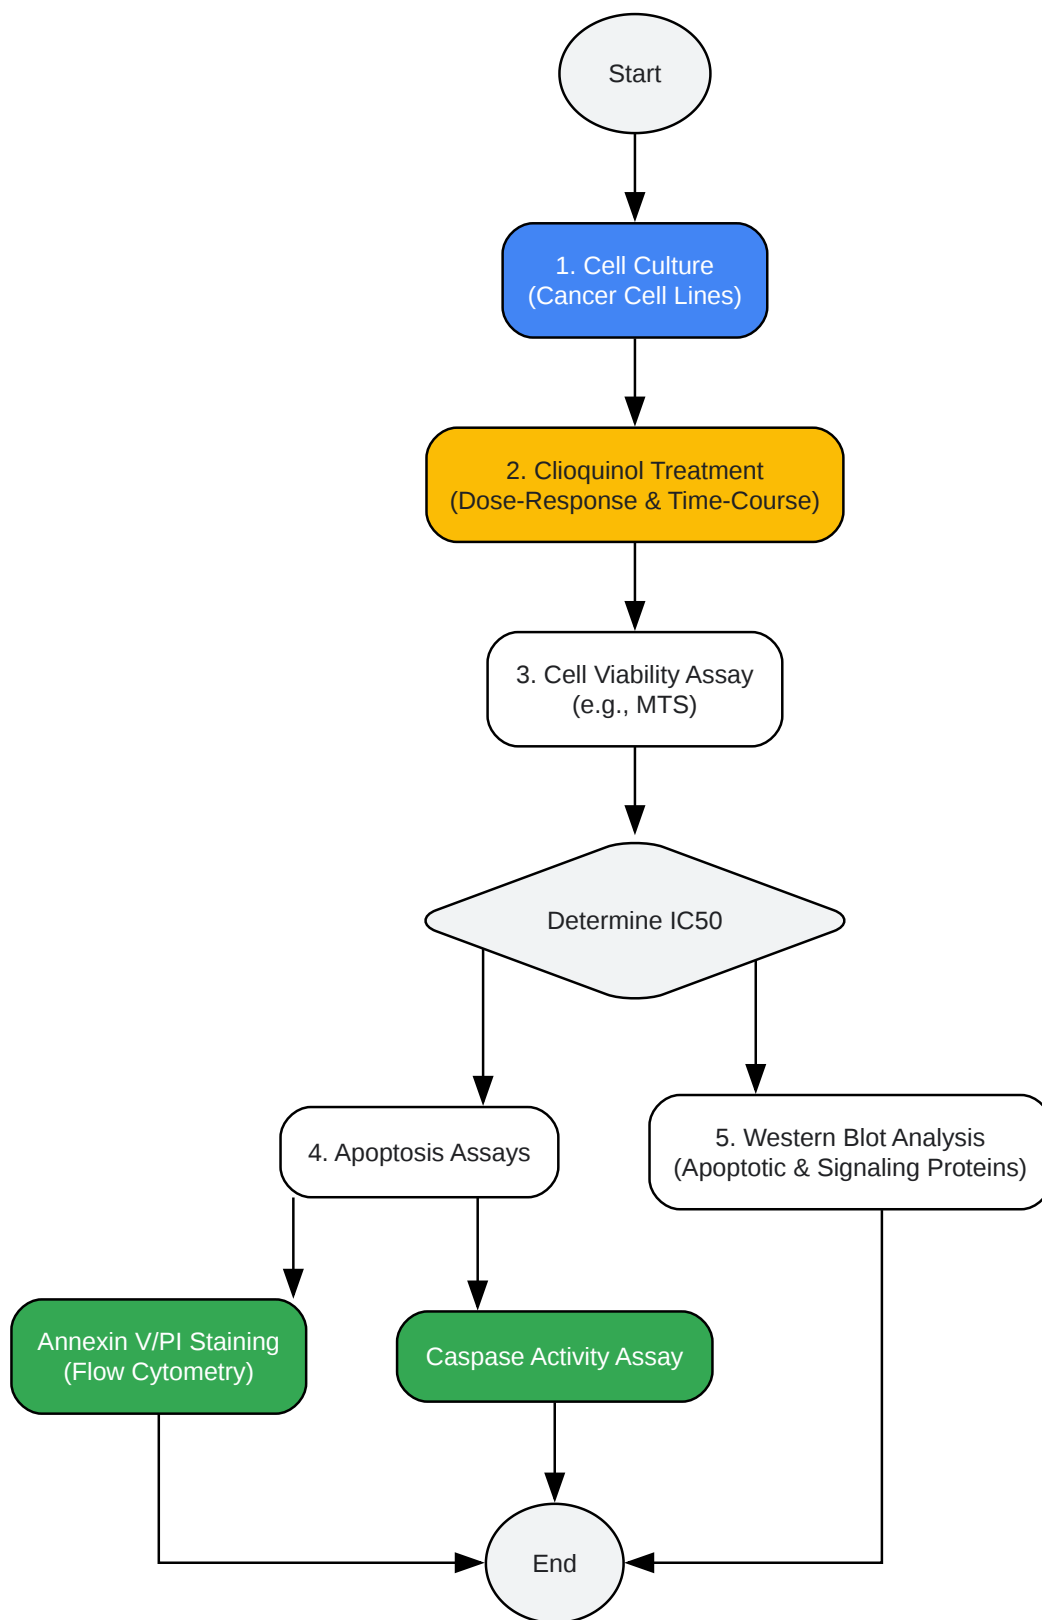 Start
1. Cell Culture
(Cancer Cell Lines)
2. Clioquinol Treatment
(Dose-Response & Time-Course)
3. Cell Viability Assay
(e.g., MTS)
Determine IC50
4. Apoptosis Assays
5. Western Blot Analysis
(Apoptotic & Signaling Proteins)
Annexin V/PI Staining
(Flow Cytometry)
Caspase Activity Assay
End